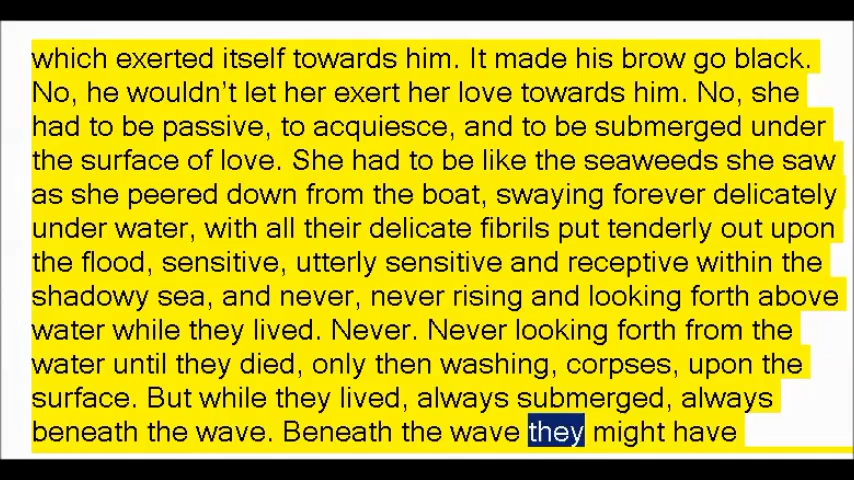 which exerted itself towards him. It made his brow go black.
No, he wouldn’t let her exert her love towards him. No, she
had to be passive, to acquiesce, and to be submerged under
the surface of love. She had to be like the seaweeds she saw
as she peered down from the boat, swaying forever delicately
under water, with all their delicate fibrils put tenderly out upon
the flood, sensitive, utterly sensitive and receptive within the
shadowy sea, and never, never rising and looking forth above
water while they lived. Never. Never looking forth from the
water until they died, only then washing, corpses, upon the
surface. But while they lived, always submerged, always
beneath the wave. Beneath the wave they might have